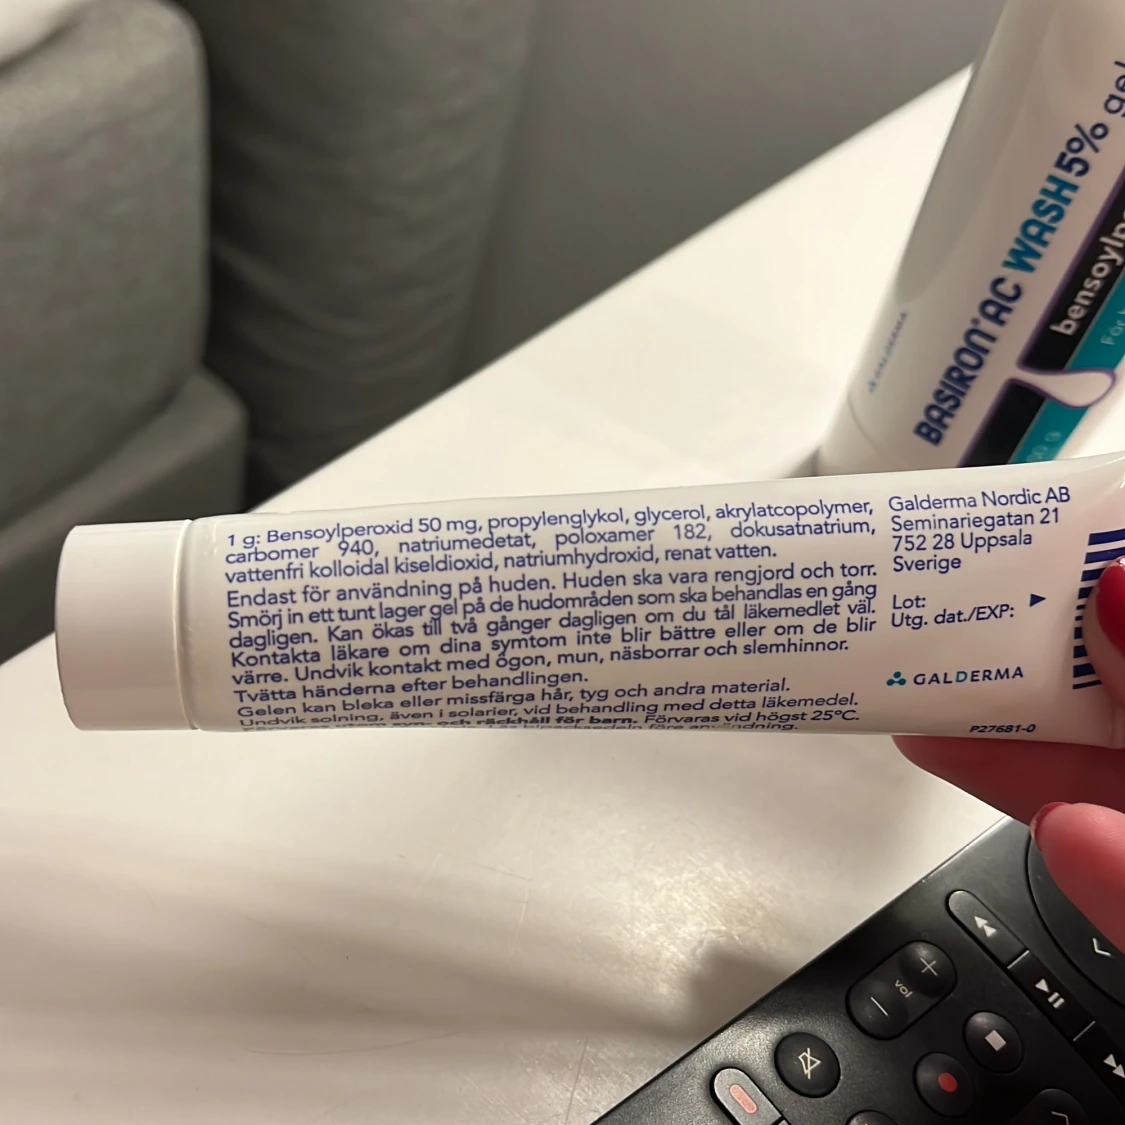 1 g: Bensoylperoxid 50 mg, propylenglykol, glycerol, akrylatcopolymer,
carbomer 940, natriumedetat, poloxamer 182, dokusatnatrium,
vattenfri kolloidal kiseldioxid, natriumhydroxid, renat vatten.
Endast för användning på huden. Huden ska vara rengjord och torr.
Smörj in ett tunt lager gel på de hudområden som ska behandlas en gång
dagligen. Kan ökas till två gånger dagligen om du tål läkemedlet väl.
Kontakta läkare om dina symtom inte blir bättre eller om de blir
värre. Undvik kontakt med ögon, mun, näsborrar och slemhinnor.
Tvätta händerna efter behandlingen.
Gelen kan bleka eller missfärga hår, tyg och andra material.
Undvik solning, även i solarier, vid behandling med detta läkemedel.
och räckhåll för barn. Förvaras vid högst 25°C.
Galderma Nordic AB
Seminariegatan 21
752 28 Uppsala
Sverige
Lot:
Utg. dat./EXP:
GALDERMA
P27681-0
BASIRON® AC WASH 5% gel
GALDERMA
vol